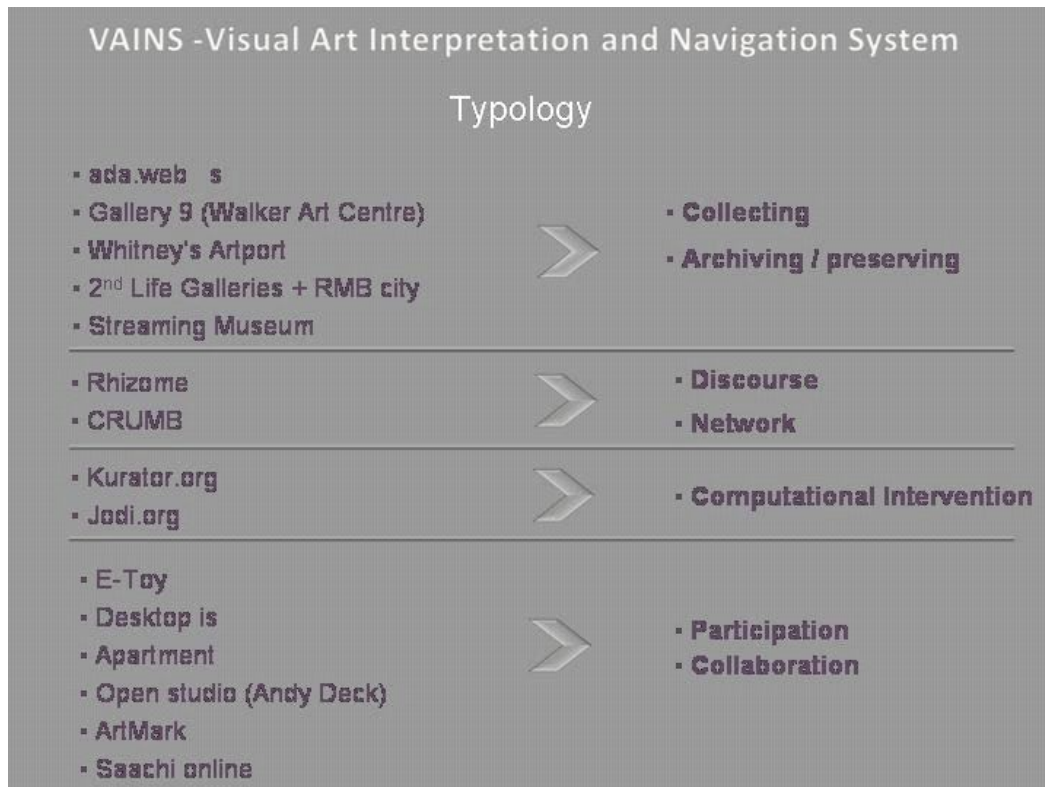 VAINS -Visual Art Interpretation and Navigation System
Typology
▪ ada.web s
▪ Gallery 9 (Walker Art Centre)
▪ Whitney's Artport
▪ 2nd Life Galleries + RMB city
▪ Streaming Museum
▪ Collecting
▪ Archiving / preserving
▪ Rhizome
▪ CRUMB
▪ Discourse
▪ Network
▪ Kurator.org
▪ Jodi.org
▪ Computational Intervention
▪ E-Toy
▪ Desktop is
▪ Apartment
▪ Open studio (Andy Deck)
▪ ArtMark
▪ Saachi online
▪ Participation
▪ Collaboration